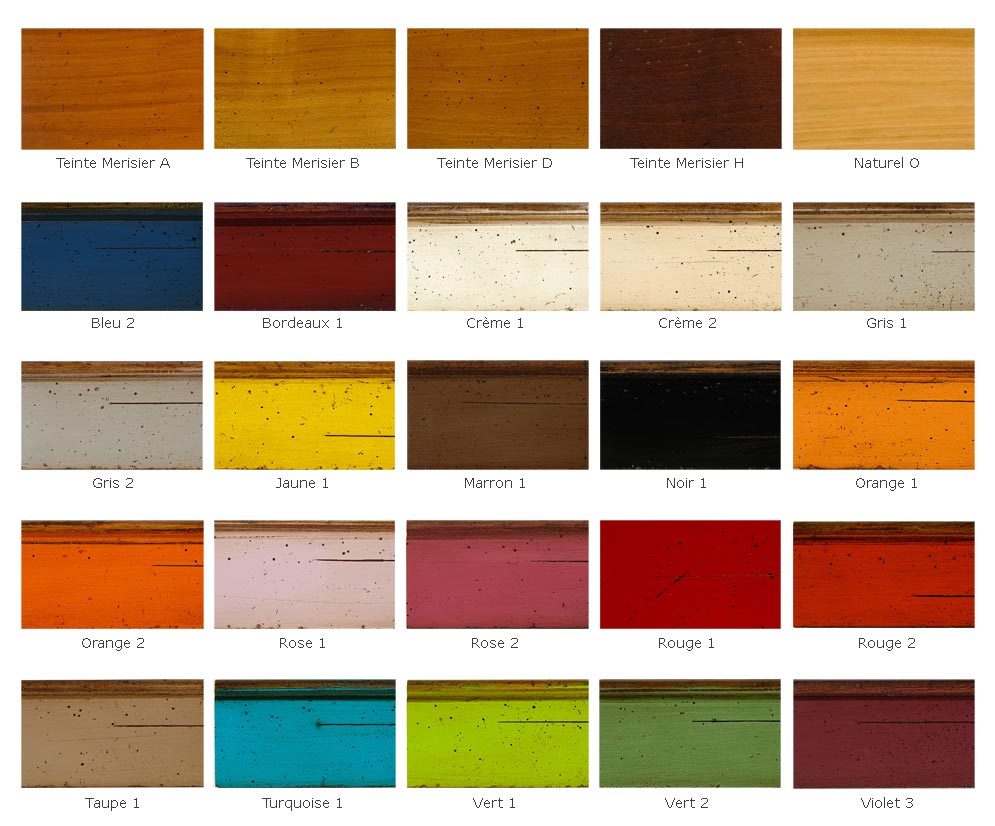 Teinte Merisier A
Teinte Merisier B
Teinte Merisier D
Teinte Merisier H
Naturel O
Bleu 2
Bordeaux 1
Crème 1
Crème 2
Gris 1
Gris 2
Jaune 1
Marron 1
Noir 1
Orange 1
Orange 2
Rose 1
Rose 2
Rouge 1
Rouge 2
Taupe 1
Turquoise 1
Vert 1
Vert 2
Violet 3